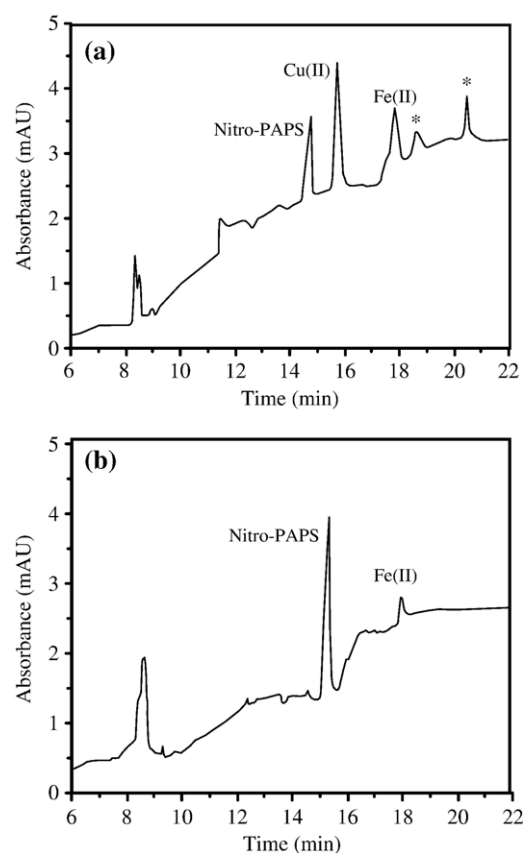 (a)
Cu(II)
Fe(II)
*
*
Nitro-PAPS
Absorbance (mAU)
5
4
3
2
1
0
6 8 10 12 14 16 18 20 22
Time (min)
(b)
Nitro-PAPS
Fe(II)
Absorbance (mAU)
5
4
3
2
1
0
6 8 10 12 14 16 18 20 22
Time (min)